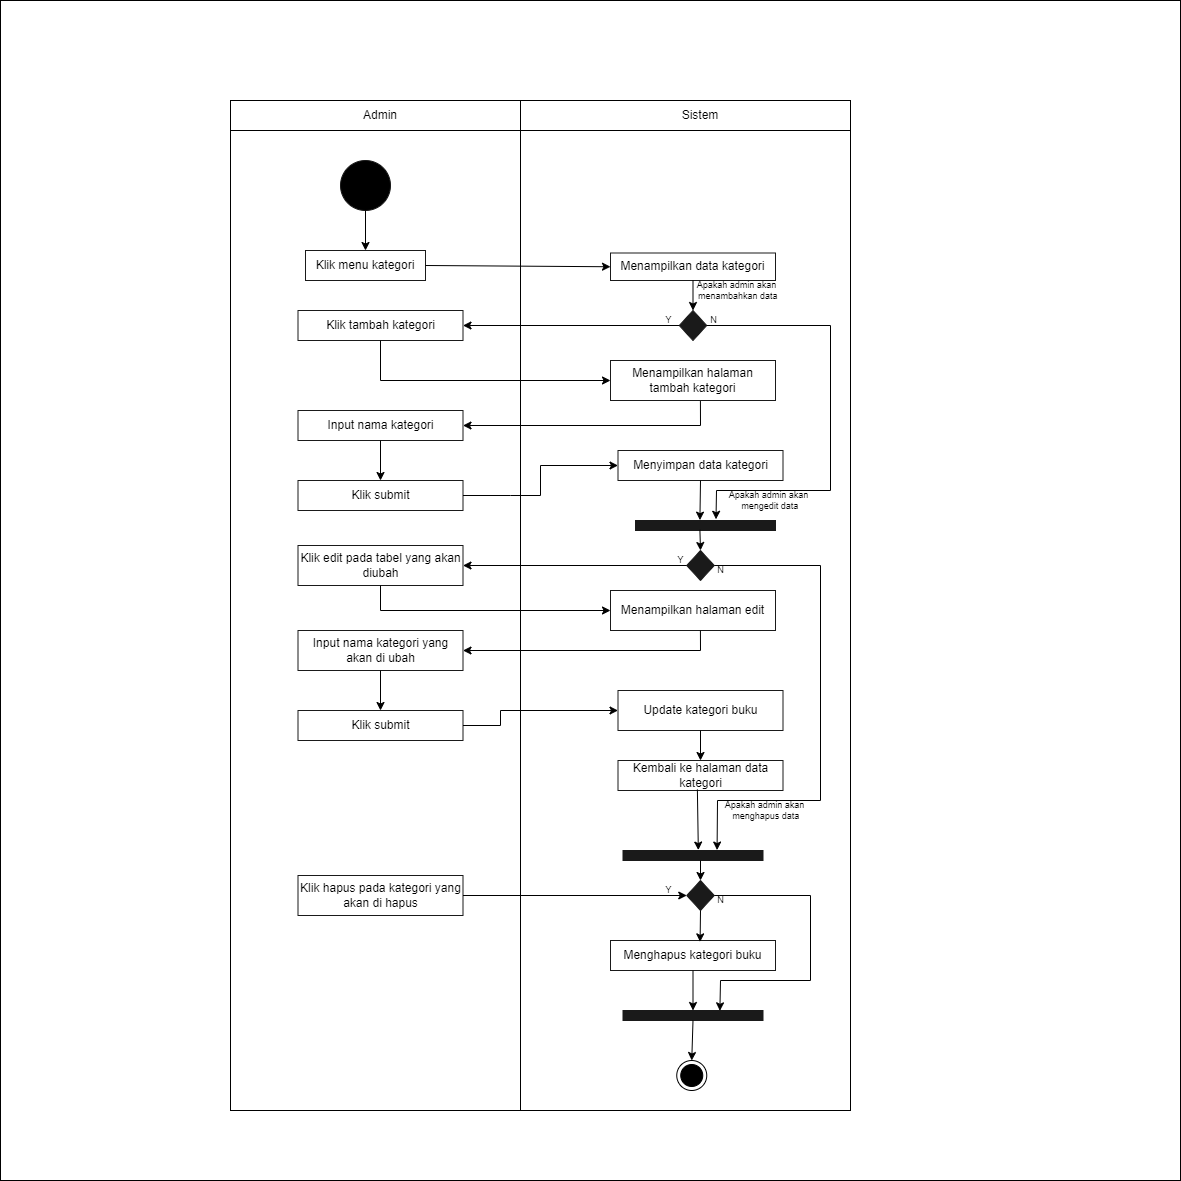 Admin
Sistem
Klik menu kategori
Menampilkan data kategori
Apakah admin akan
menambahkan data
Klik tambah kategori
Y
N
Menampilkan halaman
tambah kategori
Input nama kategori
Menyimpan data kategori
Klik submit
Apakah admin akan
mengedit data
Klik edit pada tabel yang akan
diubah
Y
N
Menampilkan halaman edit
Input nama kategori yang
akan di ubah
Update kategori buku
Klik submit
Kembali ke halaman data
kategori
Apakah admin akan
menghapus data
Klik hapus pada kategori yang
akan di hapus
Y
N
Menghapus kategori buku